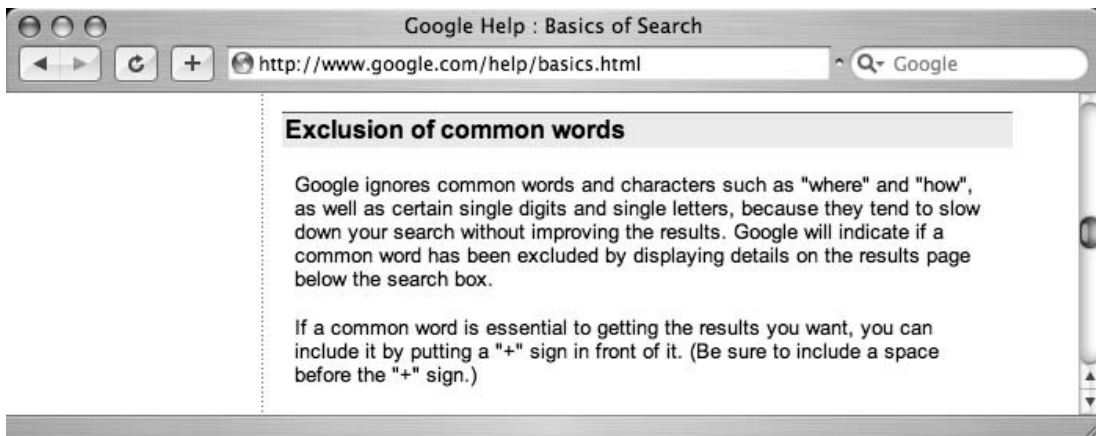 Google Help : Basics of Search
http://www.google.com/help/basics.html
Google
Exclusion of common words
Google ignores common words and characters such as "where" and "how",
as well as certain single digits and single letters, because they tend to slow
down your search without improving the results. Google will indicate if a
common word has been excluded by displaying details on the results page
below the search box.
If a common word is essential to getting the results you want, you can
include it by putting a "+" sign in front of it. (Be sure to include a space
before the "+" sign.)